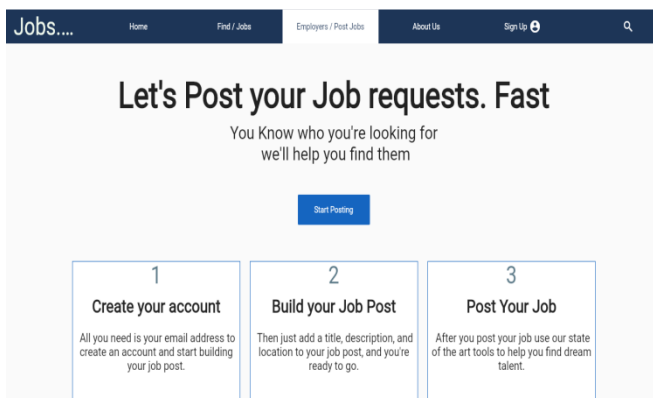 Jobs.... Home Find / Jobs Employers / Post Jobs About Us Sign Up
Let's Post your Job requests. Fast
You Know who you're looking for
we'll help you find them
Start Posting
1
Create your account
All you need is your email address to
create an account and start building
your job post.
2
Build your Job Post
Then just add a title, description, and
location to your job post, and you're
ready to go.
3
Post Your Job
After you post your job use our state
of the art tools to help you find dream
talent.